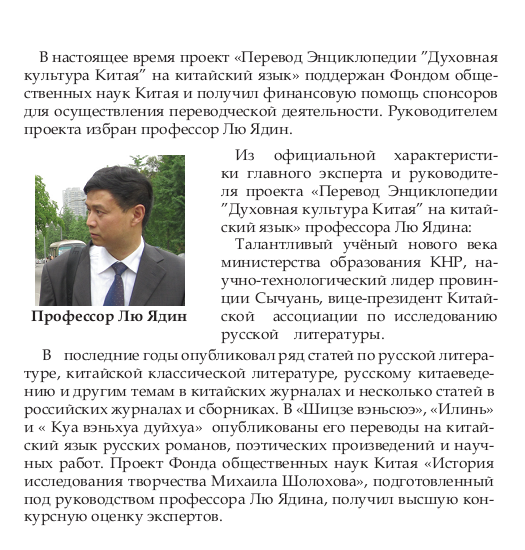 В настоящее время проект «Перевод Энциклопедии ”Духовная
культура Китая” на китайский язык» поддержан Фондом обще-
ственных наук Китая и получил финансовую помощь спонсоров
для осуществления переводческой деятельности. Руководителем
проекта избран профессор Лю Ядин.
Из официальной характеристи-
ки главного эксперта и руководите-
ля проекта «Перевод Энциклопедии
”Духовная культура Китая” на китай-
ский язык» профессора Лю Ядина:
Талантливый учёный нового века
министерства образования КНР, на-
учно-технологический лидер провин-
ции Сычуань, вице-президент Китай-
ской ассоциации по исследованию
русской литературы.
Профессор Лю Ядин
В последние годы опубликовал ряд статей по русской литера-
туре, китайской классической литературе, русскому китаеведе-
нию и другим темам в китайских журналах и несколько статей в
российских журналах и сборниках. В «Шицзе вэньсюэ», «Илинь»
и « Куа вэньхуа дуйхуа» опубликованы его переводы на китай-
ский язык русских романов, поэтических произведений и науч-
ных работ. Проект Фонда общественных наук Китая «История
исследования творчества Михаила Шолохова», подготовленный
под руководством профессора Лю Ядина, получил высшую кон-
курсную оценку экспертов.